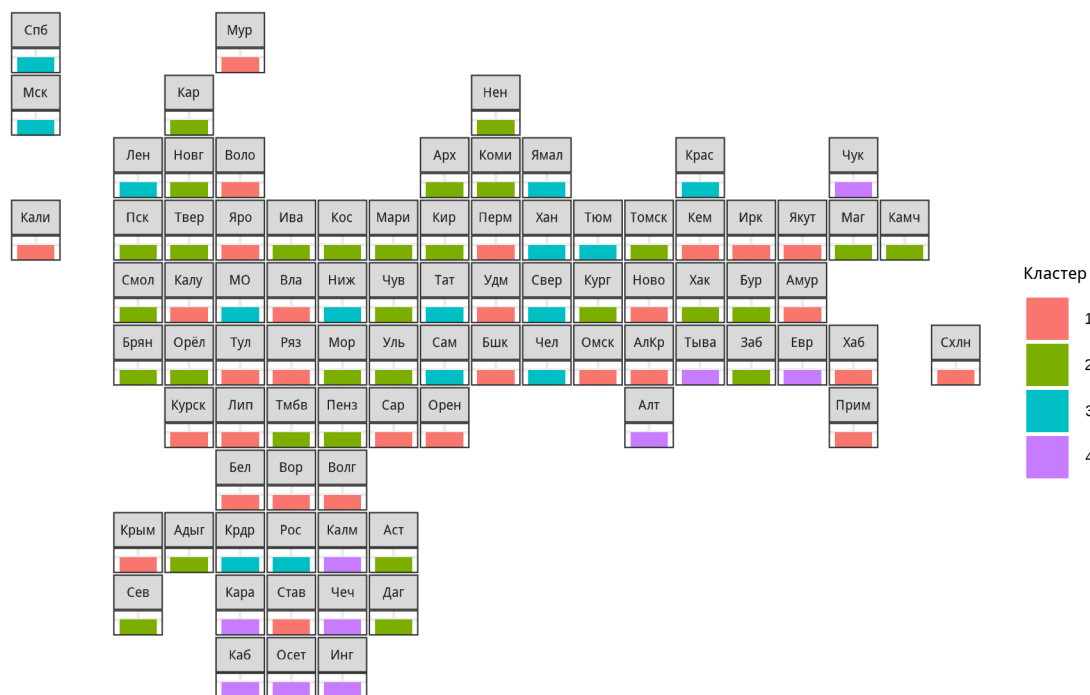 Спб Мур
Мск Кар Нен
Лен Новг Воло Арх Коми Ямал Крас Чук
Кали Пск Твер Яро Ива Кос Мари Кир Перм Хан Тюм Томск Кем Ирк Якут Маг Камч
Смол Калу МО Вла Ниж Чув Тат Удм Свер Кург Ново Хак Бур Амур
Брян Орёл Тул Ряз Мор Уль Сам Бшк Чел Омск АлКр Тыва Заб Евр Хаб Схлн
Курск Лип Тмбв Пенз Сар Орен Алт Прим
Бел Вор Волг
Крым Адыг Крдр Рос Калм Аст
Сев Кара Став Чеч Даг
Каб Осет Инг
Кластер
1
2
3
4